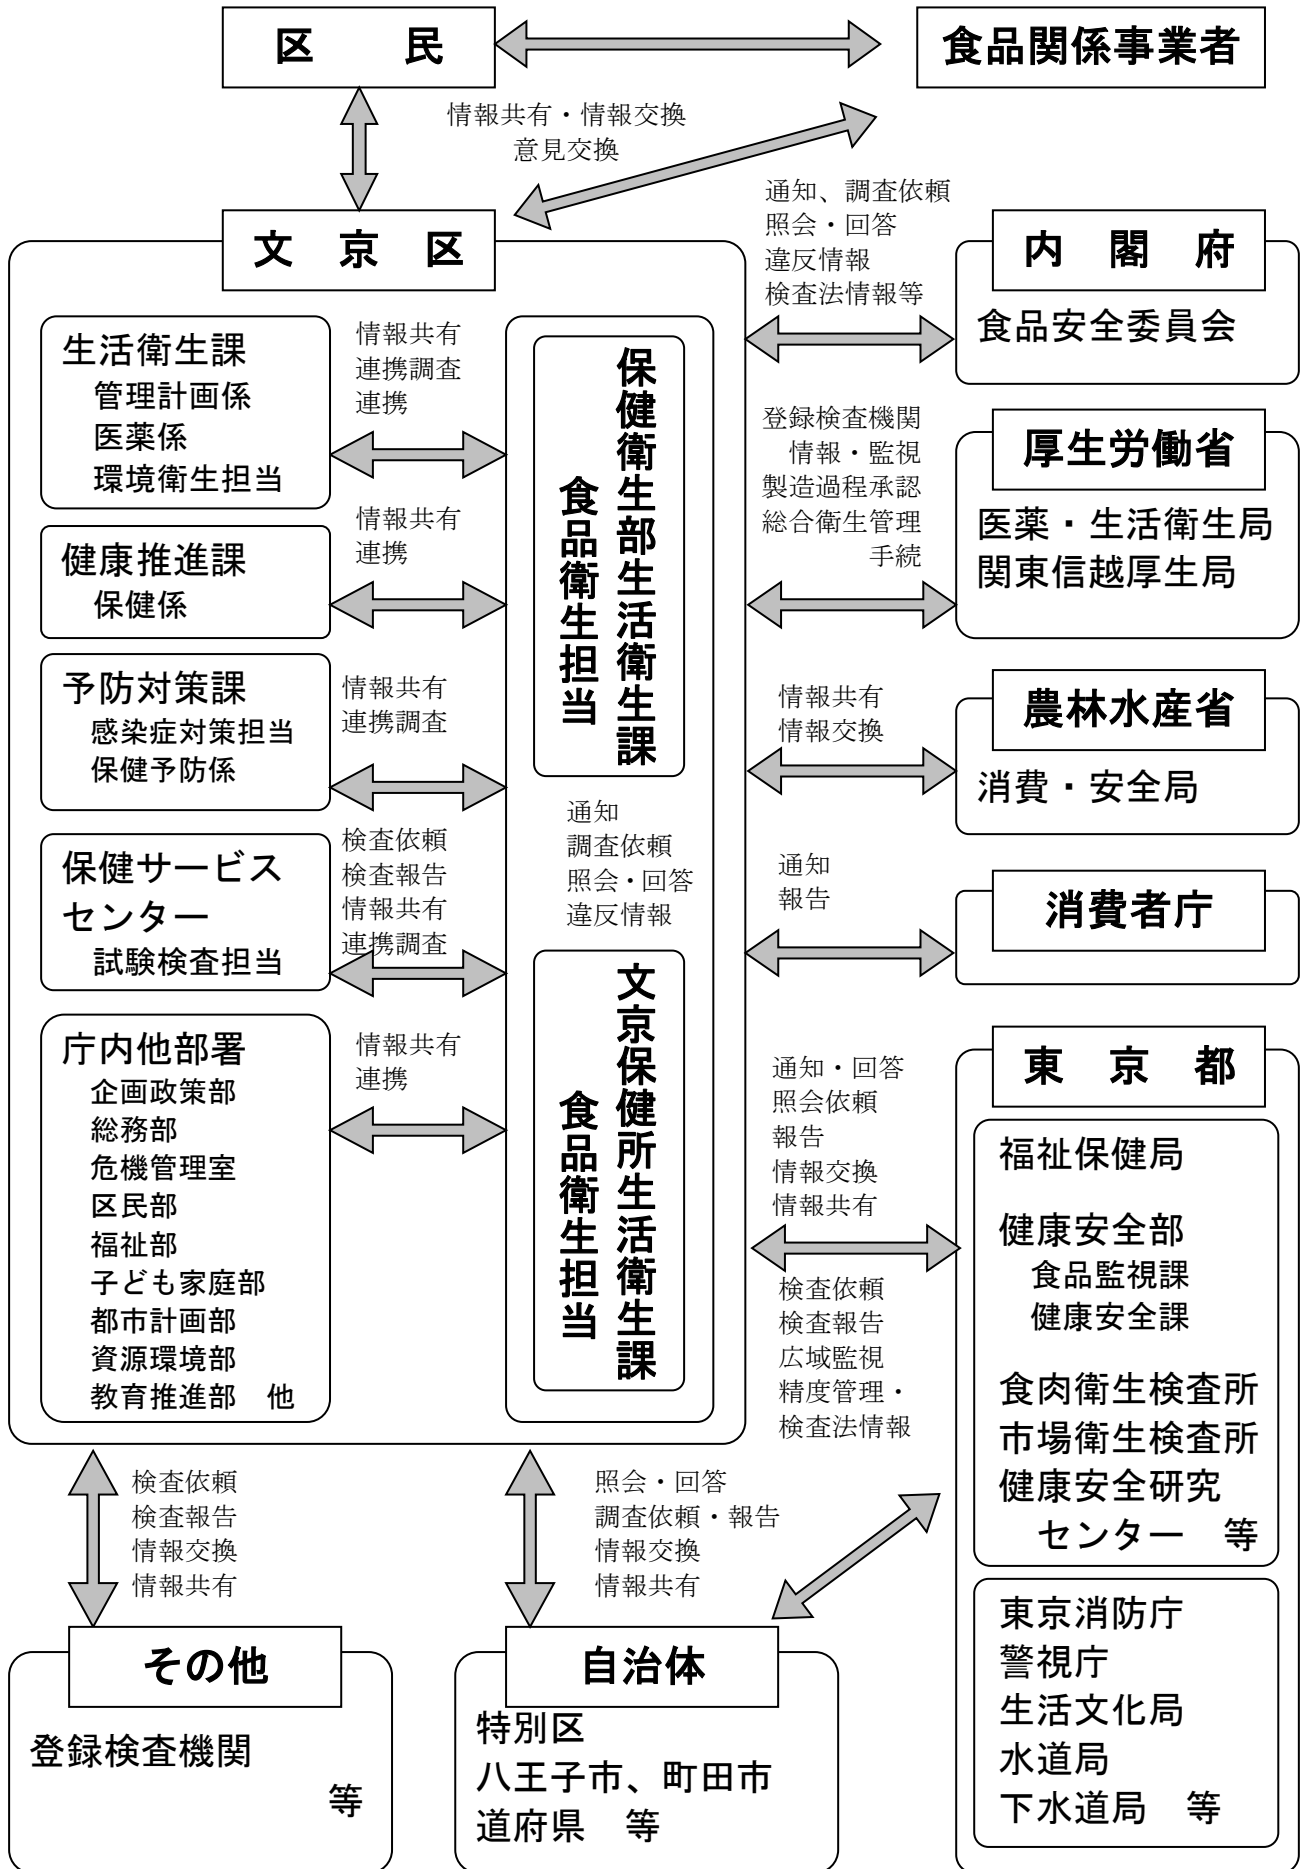 区　　民
食品関係事業者
情報共有・情報交換
意見交換
文　京　区
生活衛生課
管理計画係
医薬係
環境衛生担当
情報共有
連携調査
連携
健康推進課
保健係
情報共有
連携
予防対策課
感染症対策担当
保健予防係
情報共有
連携調査
保健サービス
センター
試験検査担当
検査依頼
検査報告
情報共有
連携調査
庁内他部署
企画政策部
総務部
危機管理室
区民部
福祉部
子ども家庭部
都市計画部
資源環境部
教育推進部　他
情報共有
連携
保健衛生部生活衛生課
食品衛生担当
通知
調査依頼
照会・回答
違反情報
文京保健所生活衛生課
食品衛生担当
通知、調査依頼
照会・回答
違反情報
検査法情報等
内　閣　府
食品安全委員会
登録検査機関
情報・監視
製造過程承認
総合衛生管理
手続
厚生労働省
医薬・生活衛生局
関東信越厚生局
情報共有
情報交換
農林水産省
消費・安全局
通知
報告
消費者庁
通知・回答
照会依頼
報告
情報交換
情報共有
検査依頼
検査報告
広域監視
精度管理・
検査法情報
東　京　都
福祉保健局
健康安全部
食品監視課
健康安全課
食肉衛生検査所
市場衛生検査所
健康安全研究
センター　等
東京消防庁
警視庁
生活文化局
水道局
下水道局　等
検査依頼
検査報告
情報交換
情報共有
その他
登録検査機関
等
照会・回答
調査依頼・報告
情報交換
情報共有
自治体
特別区
八王子市、町田市
道府県　等